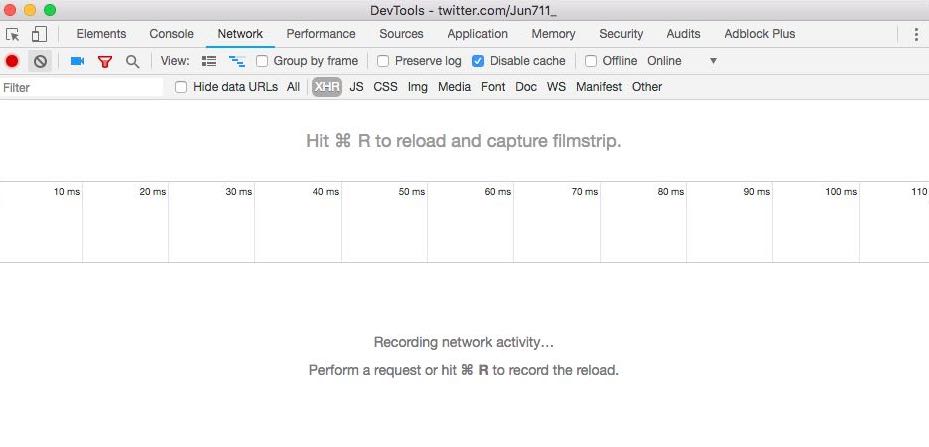 DevTools - twitter.com/Jun711_
Elements Console Network Performance Sources Application Memory Security Audits Adblock Plus
View: Group by frame Preserve log Disable cache Offline Online ▼
Filter Hide data URLs All XHR JS CSS Img Media Font Doc WS Manifest Other
Hit ⌘ R to reload and capture filmstrip.
10 ms 20 ms 30 ms 40 ms 50 ms 60 ms 70 ms 80 ms 90 ms 100 ms 110
Recording network activity…
Perform a request or hit ⌘ R to record the reload.